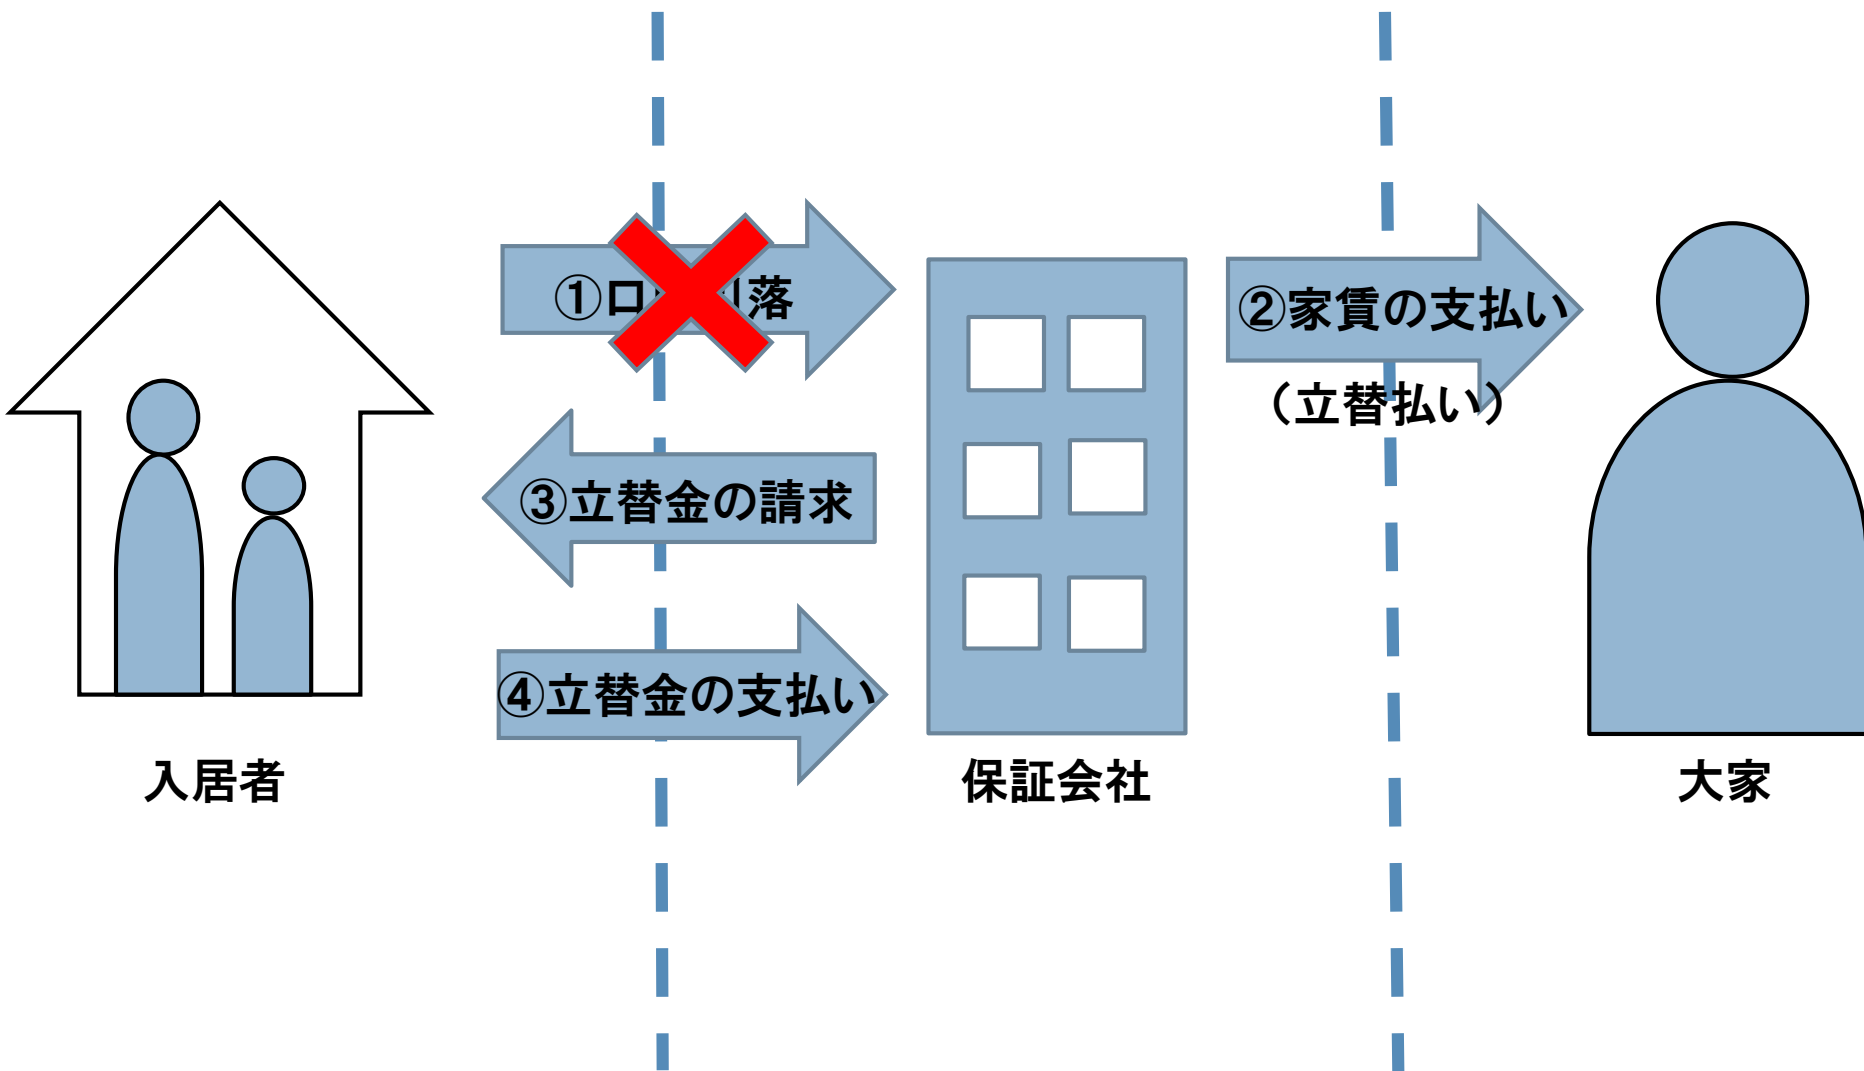 ①口 落
②家賃の支払い
（立替払い）
③立替金の請求
④立替金の支払い
入居者
保証会社
大家